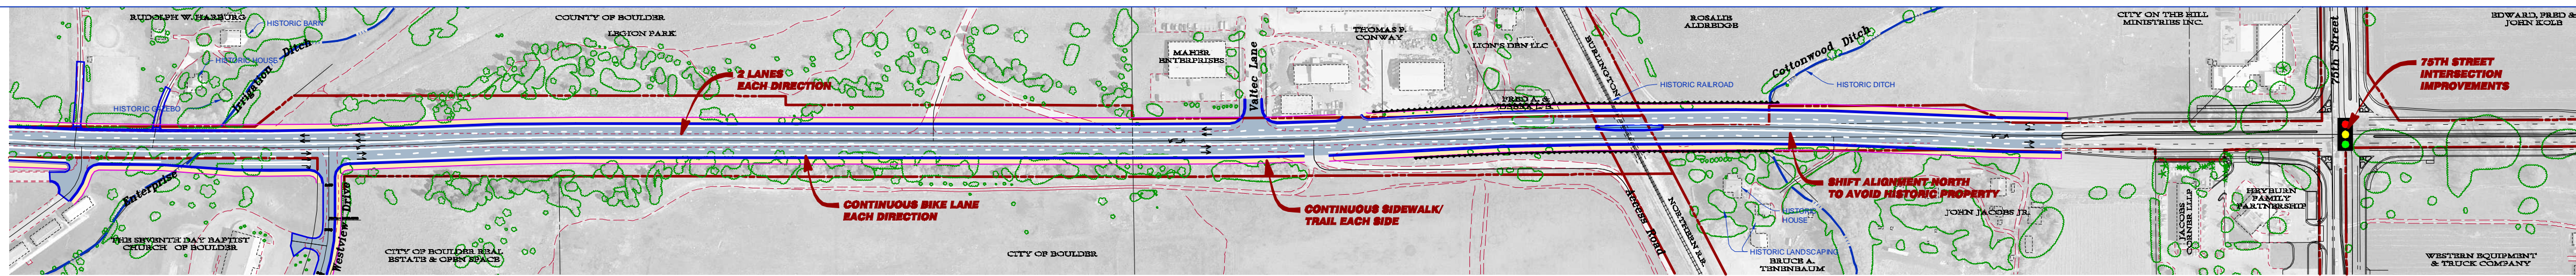 RUDOLPH W. HARBURG
HISTORIC BARN
Irrigation Ditch
HISTORIC HOUSE
HISTORIC GAZEBO
COUNTY OF BOULDER
LEGION PARK
2 LANES
EACH DIRECTION
MAHER
ENTERPRISES
Valtec Lane
THOMAS P.
CONWAY
LION'S DEN LLC
BURLINGTON
ROSALIE
ALDREDGE
HISTORIC RAILROAD
Cottonwood Ditch
HISTORIC DITCH
CITY ON THE HILL
MINISTRIES INC.
75th Street
EDWARD, FRED &
JOHN KOLB
75TH STREET
INTERSECTION
IMPROVEMENTS
Enterprise
THE SEVENTH DAY BAPTIST
CHURCH OF BOULDER
Westview Drive
CITY OF BOULDER REAL
ESTATE & OPEN SPACE
CONTINUOUS BIKE LANE
EACH DIRECTION
CITY OF BOULDER
CONTINUOUS SIDEWALK/
TRAIL EACH SIDE
Access Road
NORTHERN R.R.
HISTORIC
HOUSE
HISTORIC LANDSCAPING
BRUCE A.
TENENBAUM
SHIFT ALIGNMENT NORTH
TO AVOID HISTORIC PROPERTY
JOHN JACOBS JR.
JACOBS
CORNER LLLP
HEYBURN
FAMILY
PARTNERSHIP
WESTERN EQUIPMENT
& TRUCK COMPANY